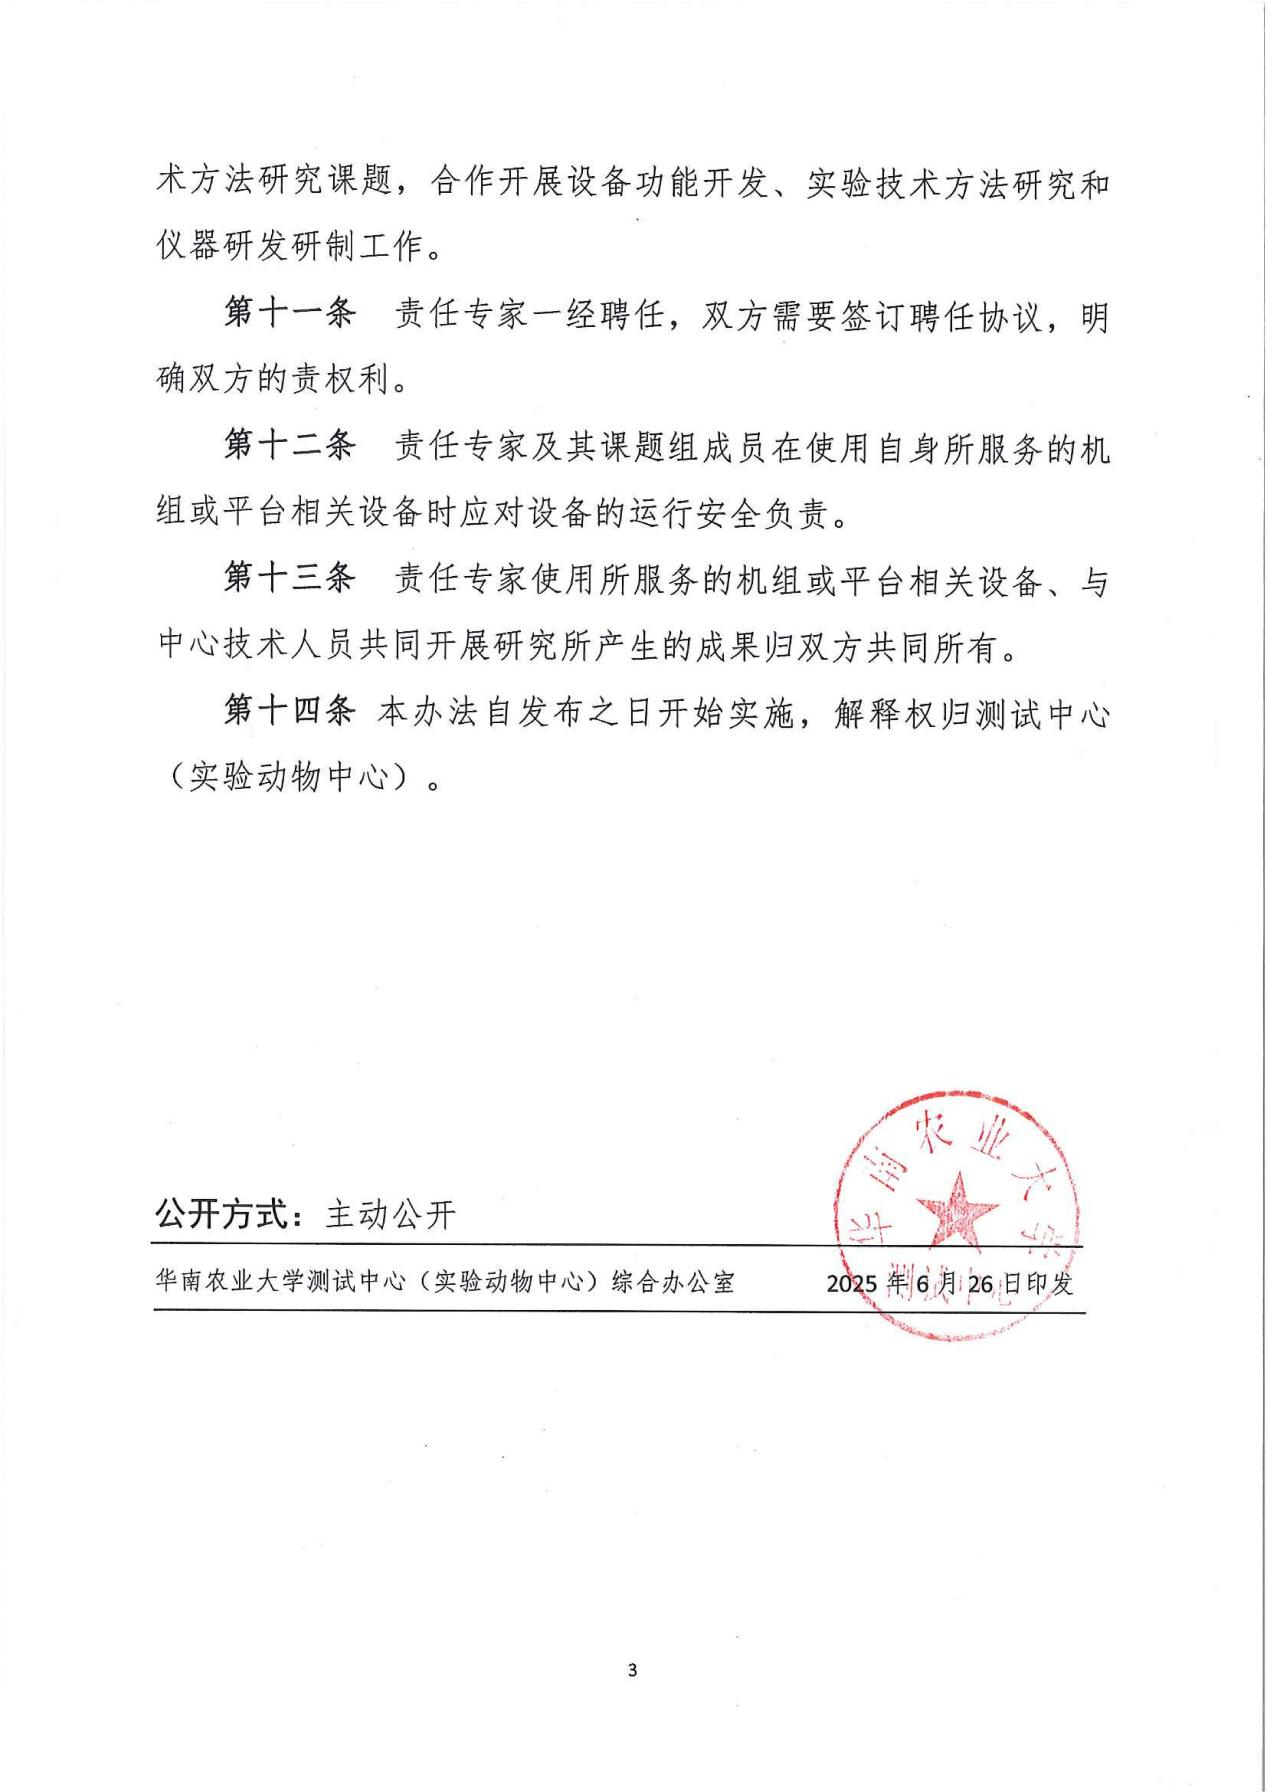 术方法研究课题，合作开展设备功能开发、实验技术方法研究和
仪器研发研制工作。
第十一条 责任专家一经聘任，双方需要签订聘任协议，明
确双方的责权利。
第十二条 责任专家及其课题组成员在使用自身所服务的机
组或平台相关设备时应对设备的运行安全负责。
第十三条 责任专家使用所服务的机组或平台相关设备、与
中心技术人员共同开展研究所产生的成果归双方共同所有。
第十四条 本办法自发布之日开始实施，解释权归测试中心
（实验动物中心）。
华南农业大学
测试中心
公开方式：主动公开
华南农业大学测试中心（实验动物中心）综合办公室 2025年6月26日印发
3